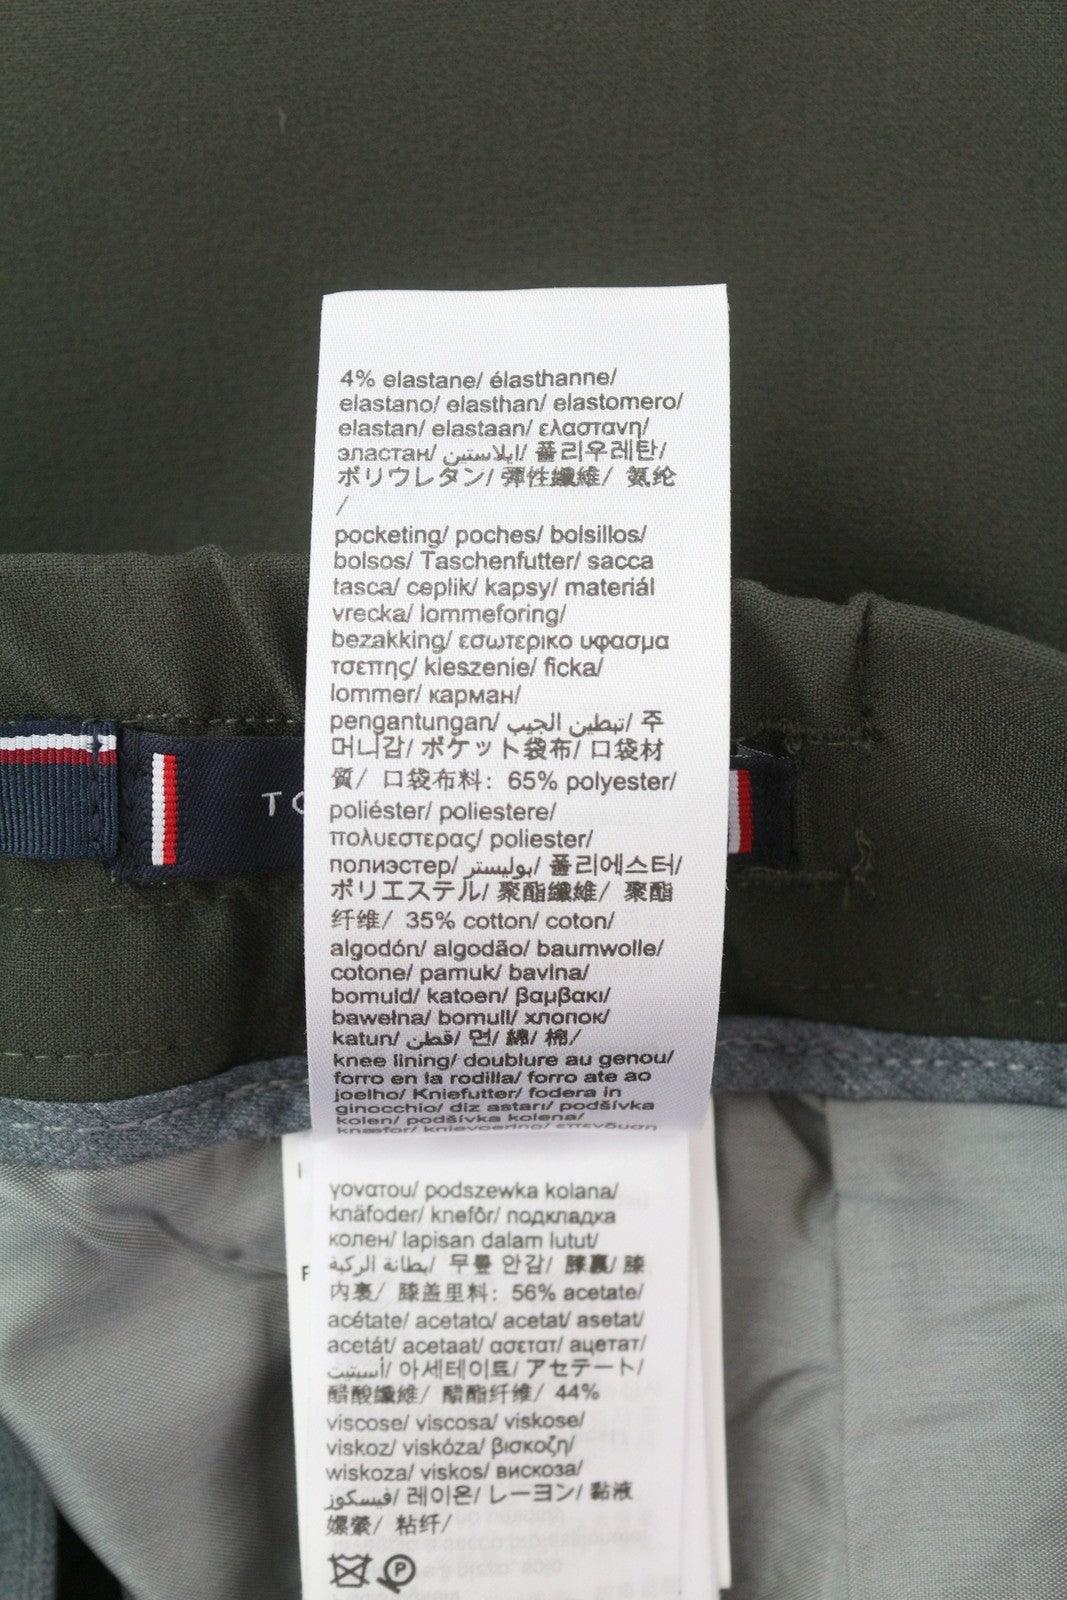 4% elastane/ élasthanne/
elastano/ elasthan/ elastomero/
elastan/ elastaan/ ελαστανη/
эластан/ ايلاستين/ 폴리우레탄/
ポリウレタン/ 彈性纖維/ 氨纶
/
pocketing/ poches/ bolsillos/
bolsos/ Taschenfutter/ sacca
tasca/ ceplik/ kapsy/ materiál
vrecka/ lommeforing/
bezakking/ εσωτερικο υφασμα
τσεπης/ kieszenie/ ficka/
lommer/ карман/
pengantungan/ تبطين الجيب/ 주
머니감/ ポケット袋布/ 口袋材
質/ 口袋布料: 65% polyester/
poliéster/ poliestere/
πολυεστερας/ poliester/
полиэстер/ بوليستر/ 폴리에스터/
ポリエステル/ 聚酯纖維/ 聚酯
纤维/ 35% cotton/ coton/
algodón/ algodão/ baumwolle/
cotone/ pamuk/ bavlna/
bomuld/ katoen/ βαμβακι/
bawełna/ bomull/ хлопок/
katun/ قطن/ 면/ 綿/ 棉/
knee lining/ doublure au genou/
forro en la rodilla/ forro ate ao
joelho/ Kniefutter/ fodera in
ginocchio/ diz astarı/ podšívka
kolen/ podšívka kolena/
knæfor/ knievoering/ επενδυση
γονατου/ podszewka kolana/
knäfoder/ knefôr/ подкладка
колен/ lapisan dalam lutut/
بطانة الركبة/ 무릎 안감/ 膝裏/ 膝
内裏/ 膝盖里料: 56% acetate/
acétate/ acetato/ acetat/ asetat/
acetát/ acetaat/ ασετατ/ ацетат/
أستيت/ 아세테이트/ アセテート/
醋酸纖維/ 醋酯纤维/ 44%
viscose/ viscosa/ viskose/
viskoz/ viskóza/ βισκοζη/
wiskoza/ viskos/ вискоза/
فيسكوز/ 레이온/ レーヨン/ 黏液
嫘縈/ 粘纤/
P